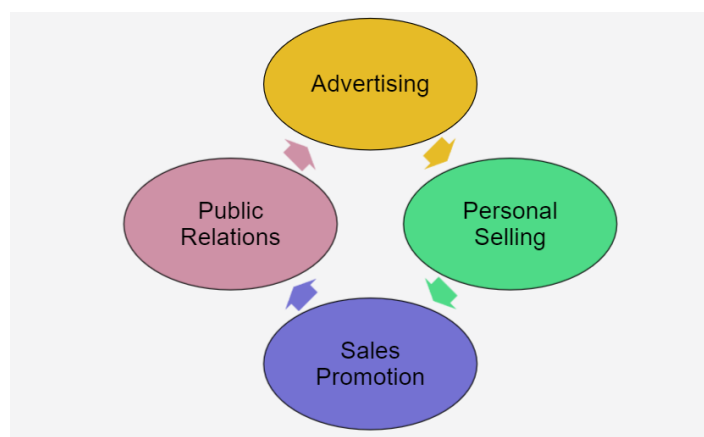 Advertising
Public
Relations
Personal
Selling
Sales
Promotion